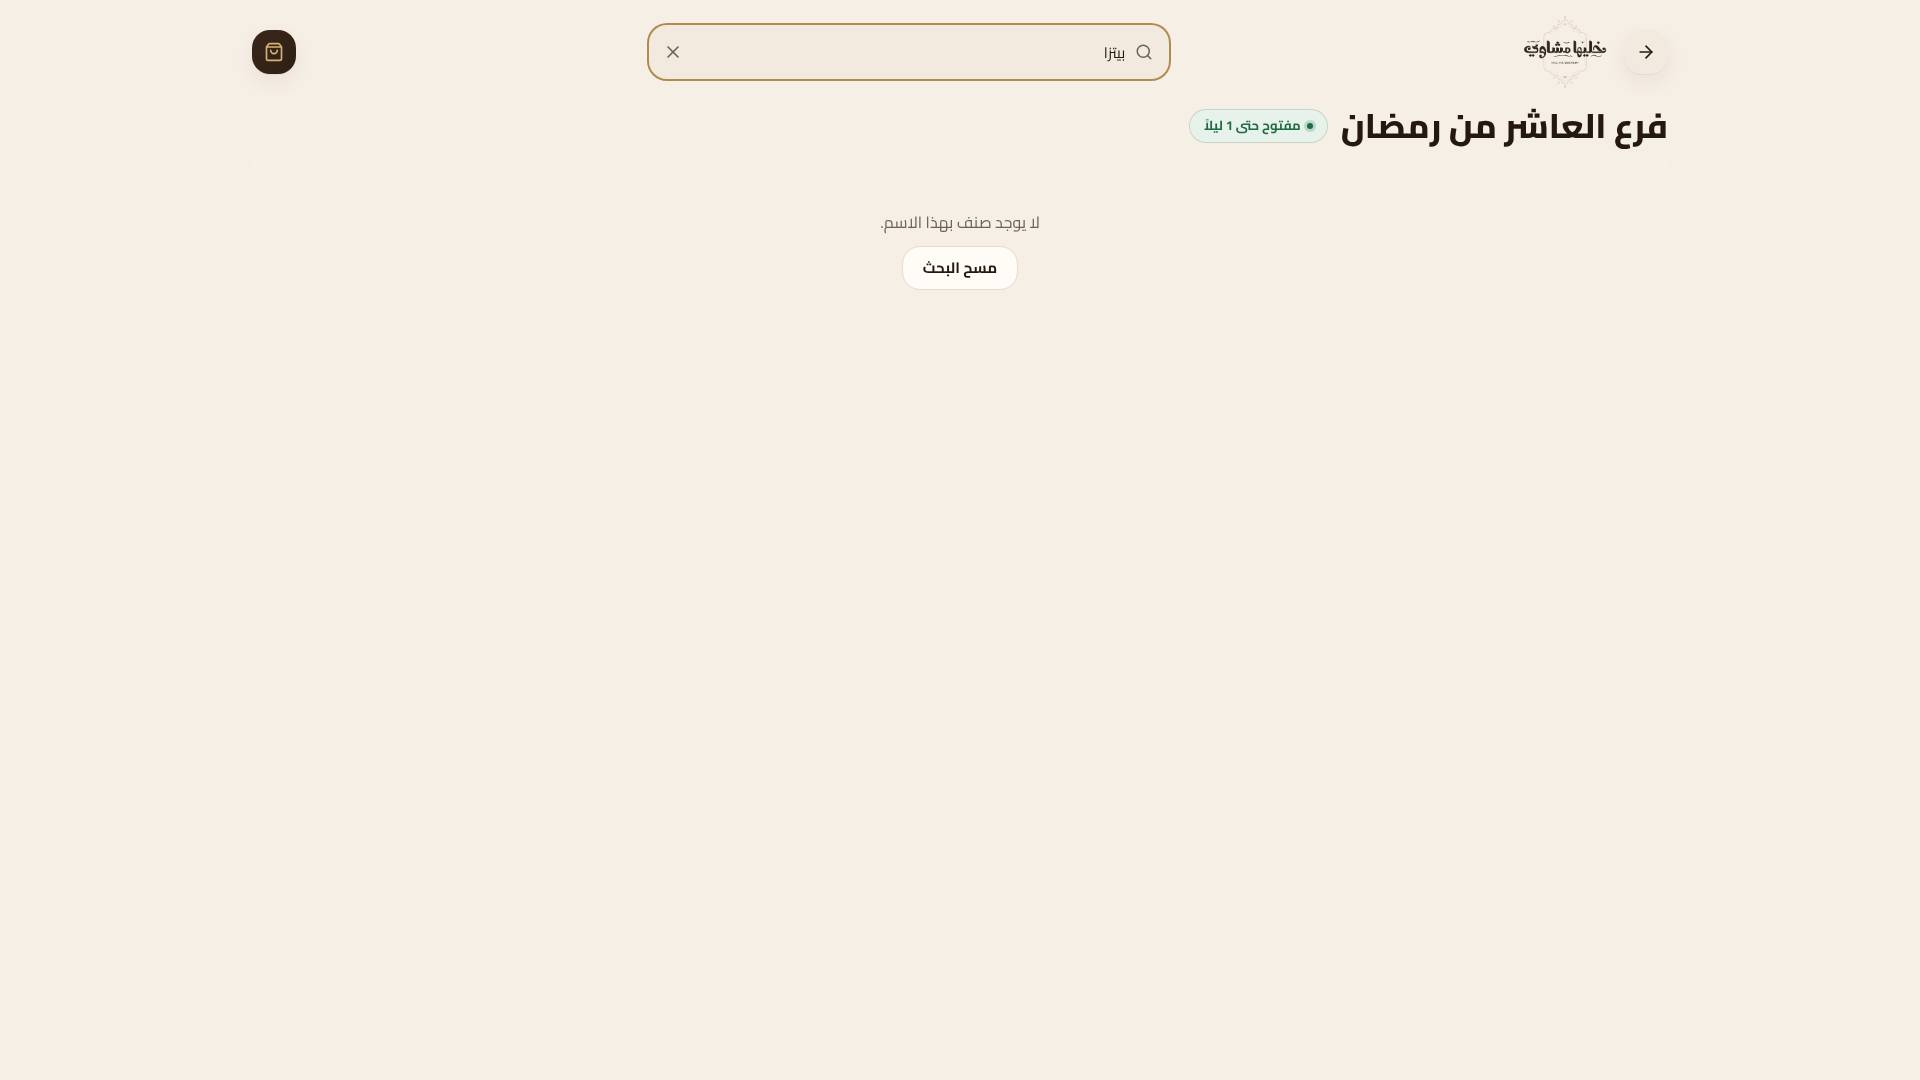 خليها مشاوي
بيتزا
فرع العاشر من رمضان
مفتوح حتى 1 ليلاً
لا يوجد صنف بهذا الاسم.
مسح البحث